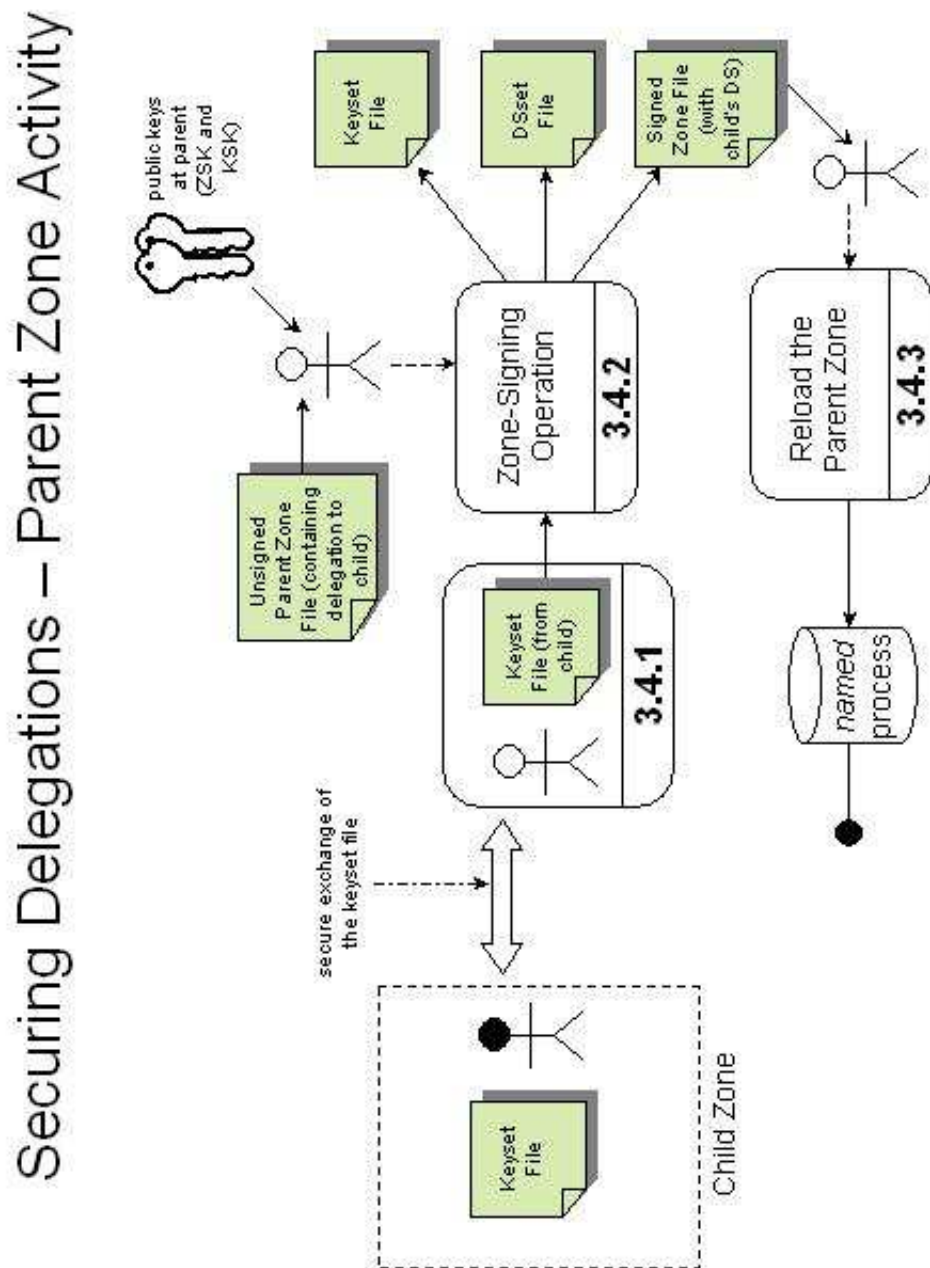 Securing Delegations – Parent Zone Activity
public keys
at parent
(ZSK and
KSK)
Unsigned
Parent Zone
File (containing
delegation to
child)
secure exchange of
the keyset file
Keyset
File
Child Zone
Keyset
File (from
child)
3.4.1
Zone-Signing
Operation
3.4.2
Keyset
File
DSset
File
Signed
Zone File
(with
child's DS)
Reload the
Parent Zone
3.4.3
named
process